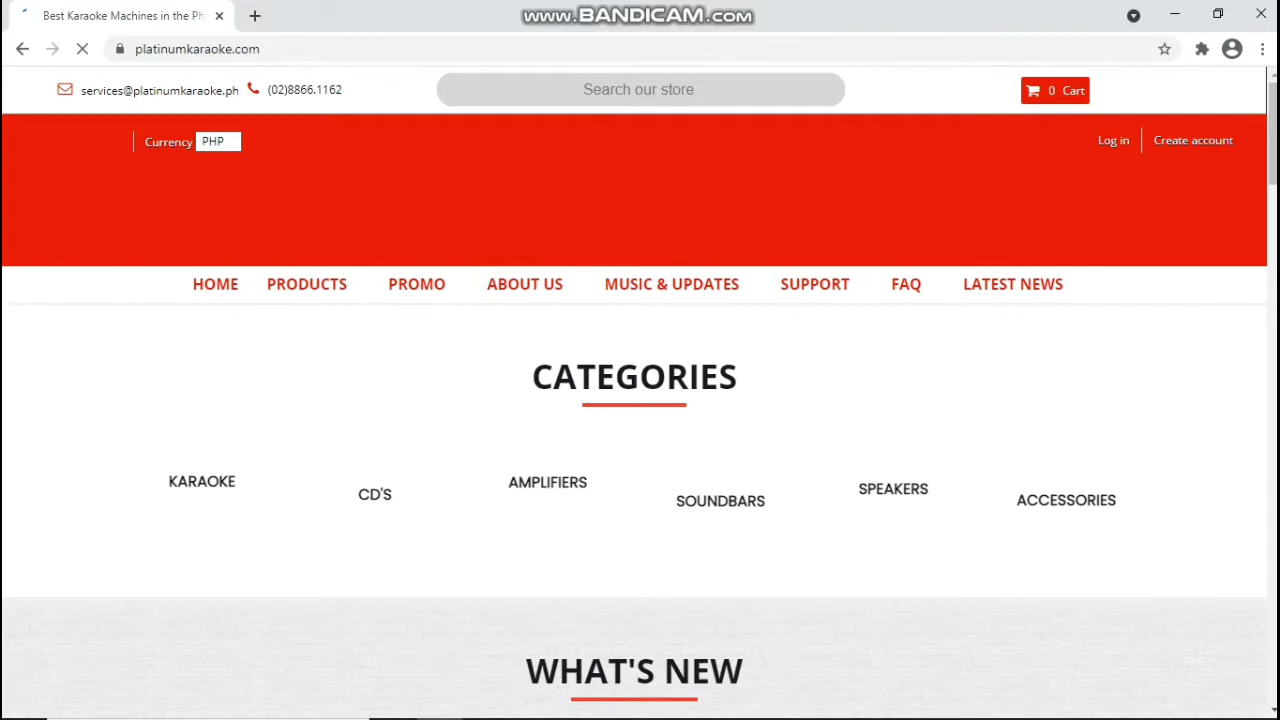 Best Karaoke Machines in the Ph
www.BANDICAM.com
platinumkaraoke.com
services@platinumkaraoke.ph (02)8866.1162 Search our store 0 Cart
Currency PHP Log in Create account
HOME PRODUCTS PROMO ABOUT US MUSIC & UPDATES SUPPORT FAQ LATEST NEWS
CATEGORIES
KARAOKE CD'S AMPLIFIERS SOUNDBARS SPEAKERS ACCESSORIES
WHAT'S NEW